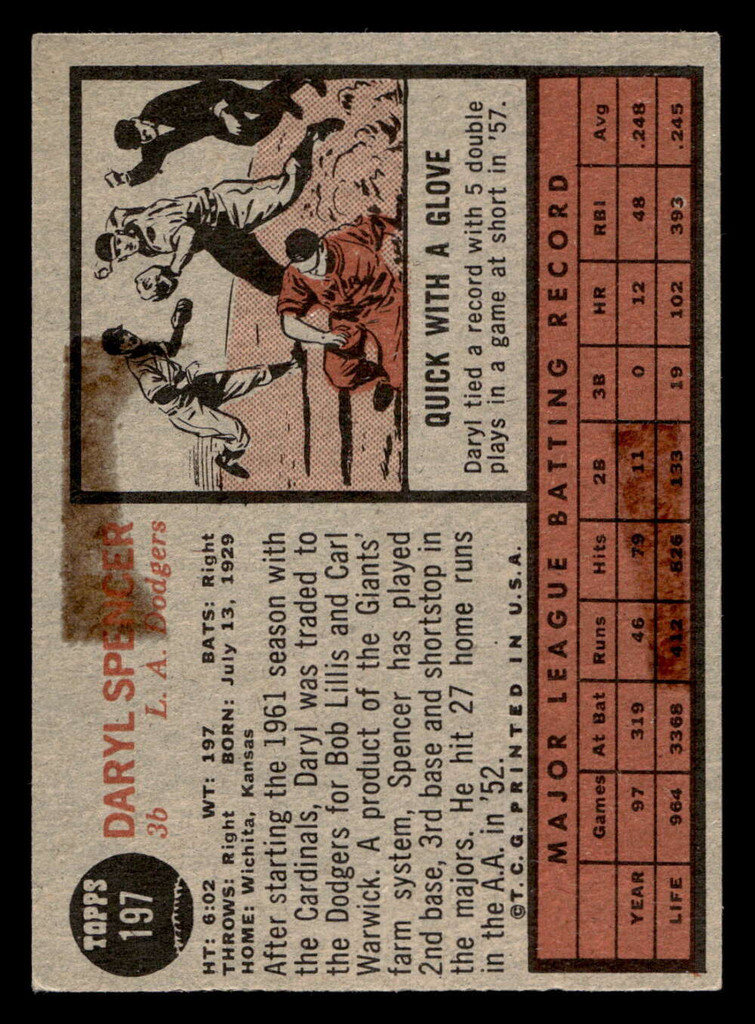 TOPPS
197
DARYL SPENCER
3b L. A. Dodgers
HT: 6:02 WT: 197 BATS: Right
THROWS: Right BORN: July 13, 1929
HOME: Wichita, Kansas
After starting the 1961 season with
the Cardinals, Daryl was traded to
the Dodgers for Bob Lillis and Carl
Warwick. A product of the Giants'
farm system, Spencer has played
2nd base, 3rd base and shortstop in
the majors. He hit 27 home runs
in the A.A. in '52.
©T.C.G. PRINTED IN U.S.A.
QUICK WITH A GLOVE
Daryl tied a record with 5 double
plays in a game at short in '57.
MAJOR LEAGUE BATTING RECORD
Games At Bat Runs Hits 2B 3B HR RBI Avg
YEAR 97 319 46 79 11 0 12 48 .248
LIFE 964 3368 412 826 133 19 102 393 .245